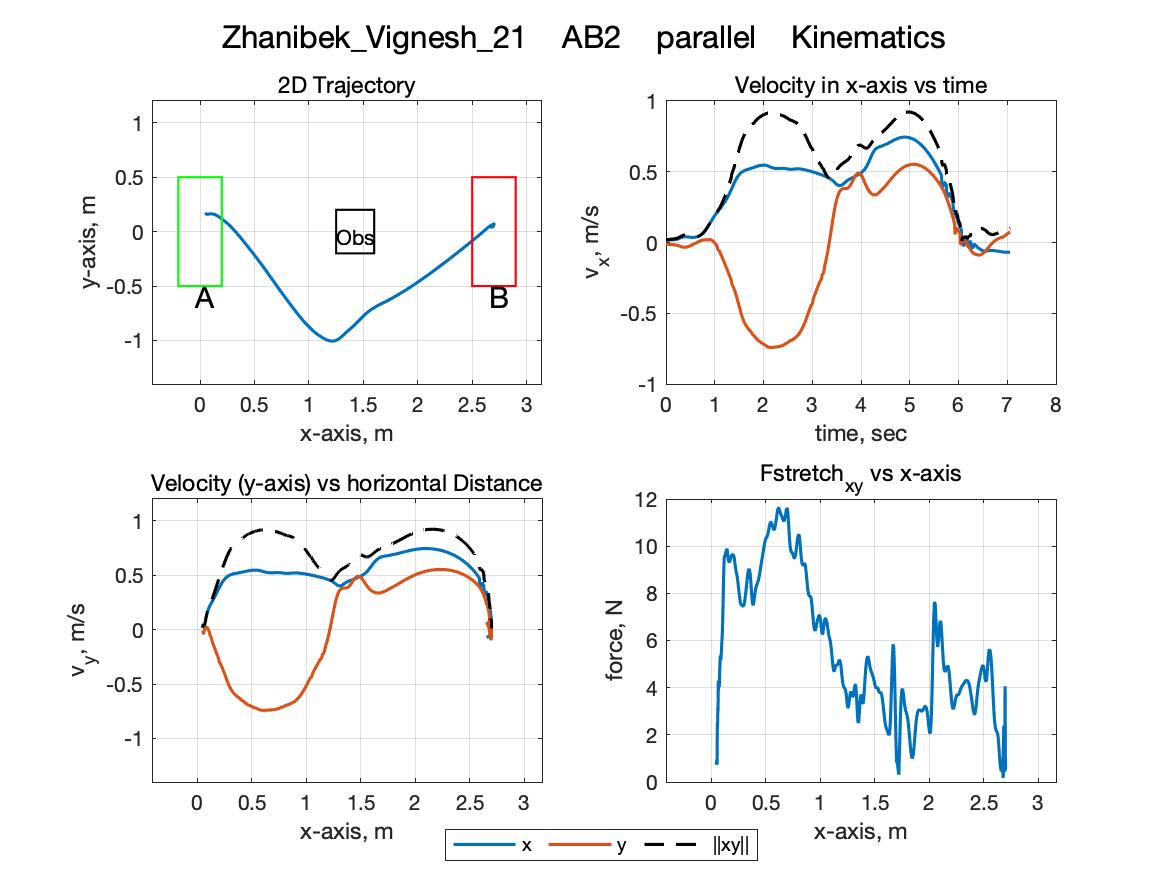 Zhanibek_Vignesh_21 AB2 parallel Kinematics
2D Trajectory
1
0.5
0
-0.5
-1
y-axis, m
Obs
A
B
0 0.5 1 1.5 2 2.5 3
x-axis, m
Velocity in x-axis vs time
1
0.5
0
-0.5
-1
v_x, m/s
0 1 2 3 4 5 6 7 8
time, sec
Velocity (y-axis) vs horizontal Distance
1
0.5
0
-0.5
-1
v_y, m/s
0 0.5 1 1.5 2 2.5 3
x-axis, m
Fstretch_xy vs x-axis
12
10
8
6
4
2
0
force, N
0 0.5 1 1.5 2 2.5 3
x-axis, m
x y ||xy||